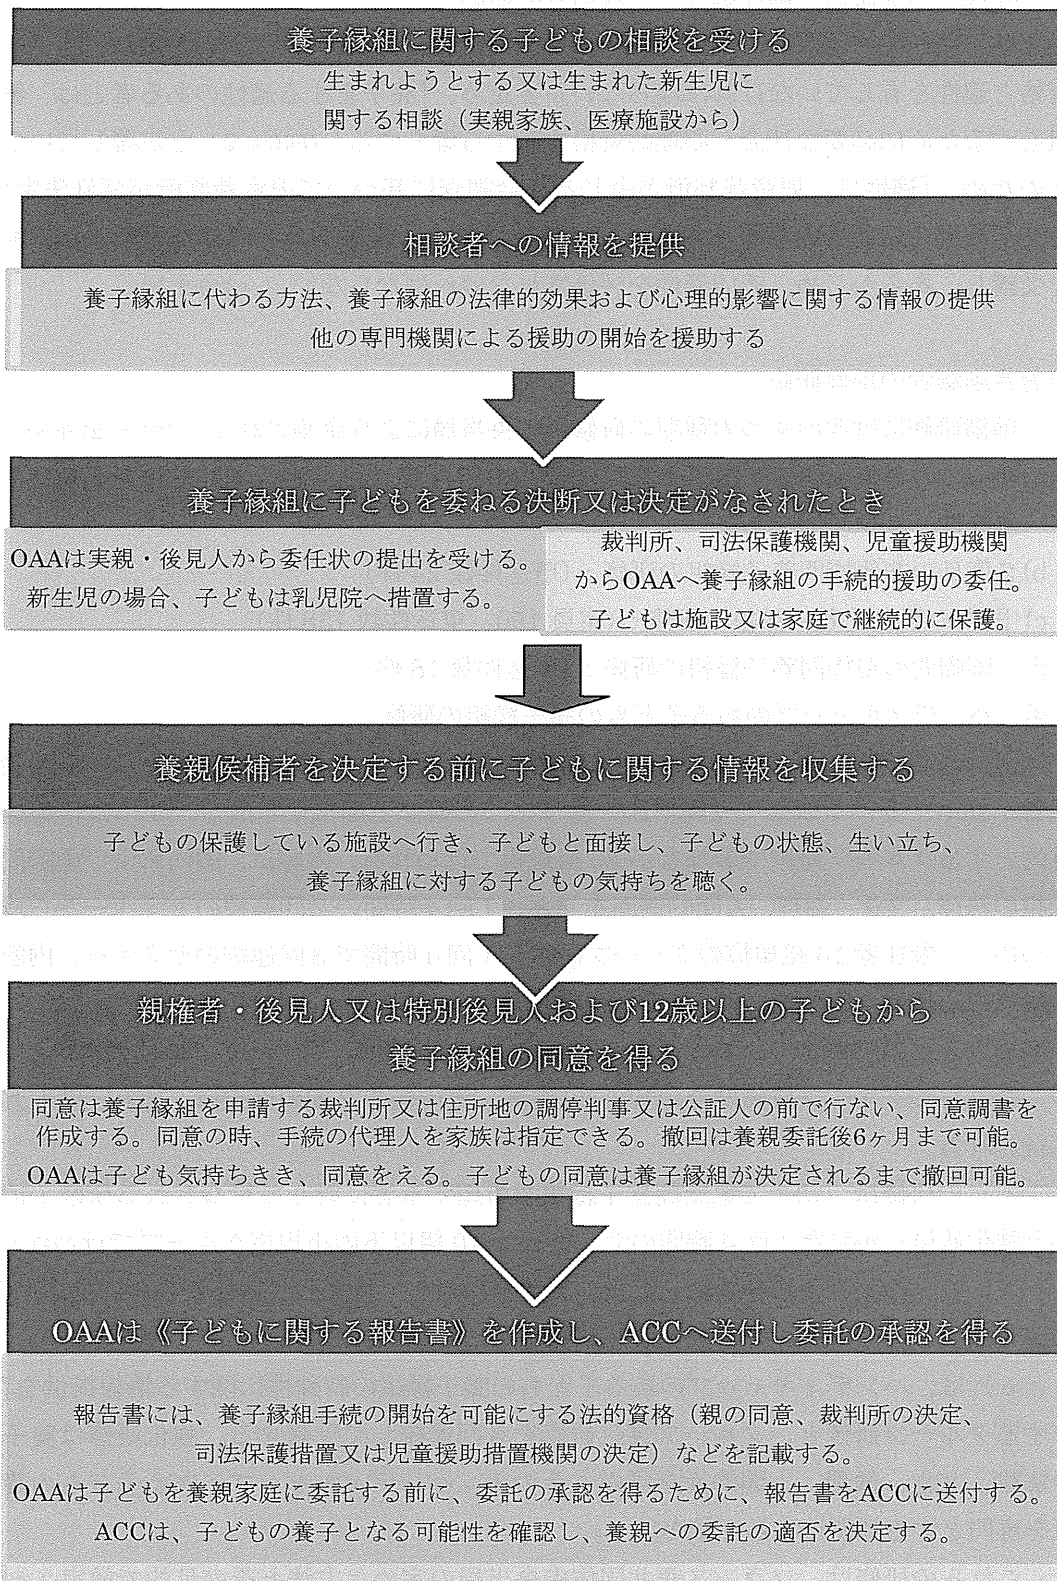 養子縁組に関する子どもの相談を受ける
生まれようとする又は生まれた新生児に
関する相談（実親家族、医療施設から）
相談者への情報を提供
養子縁組に代わる方法、養子縁組の法律的効果および心理的影響に関する情報の提供
他の専門機関による援助の開始を援助する
養子縁組に子どもを委ねる決断又は決定がなされたとき
OAAは実親・後見人から委任状の提出を受ける。
新生児の場合、子どもは乳児院へ措置する。
裁判所、司法保護機関、児童援助機関
からOAAへ養子縁組の手続的援助の委任。
子どもは施設又は家庭で継続的に保護。
養親候補者を決定する前に子どもに関する情報を収集する
子どもの保護している施設へ行き、子どもと面接し、子どもの状態、生い立ち、
養子縁組に対する子どもの気持ちを聴く。
親権者・後見人又は特別後見人および12歳以上の子どもから
養子縁組の同意を得る
同意は養子縁組を申請する裁判所又は住所地の調停判事又は公証人の前で行ない、同意調書を
作成する。同意の時、手続の代理人を家族は指定できる。撤回は養親委託後6ヶ月まで可能。
OAAは子ども気持ちきき、同意をえる。子どもの同意は養子縁組が決定されるまで撤回可能。
OAAは《子どもに関する報告書》を作成し、ACCへ送付し委託の承認を得る
報告書には、養子縁組手続の開始を可能にする法的資格（親の同意、裁判所の決定、
司法保護措置又は児童援助措置機関の決定）などを記載する。
OAAは子どもを養親家庭に委託する前に、委託の承認を得るために、報告書をACCに送付する。
ACCは、子どもの養子となる可能性を確認し、養親への委託の適否を決定する。